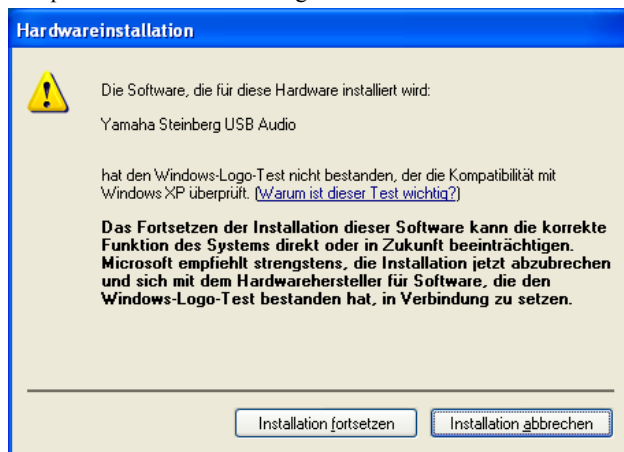 Hardwareinstallation
Die Software, die für diese Hardware installiert wird:
Yamaha Steinberg USB Audio
hat den Windows-Logo-Test nicht bestanden, der die Kompatibilität mit
Windows XP überprüft. (Warum ist dieser Test wichtig?)
Das Fortsetzen der Installation dieser Software kann die korrekte
Funktion des Systems direkt oder in Zukunft beeinträchtigen.
Microsoft empfiehlt strengstens, die Installation jetzt abzubrechen
und sich mit dem Hardwarehersteller für Software, die den
Windows-Logo-Test bestanden hat, in Verbindung zu setzen.
Installation fortsetzen
Installation abbrechen